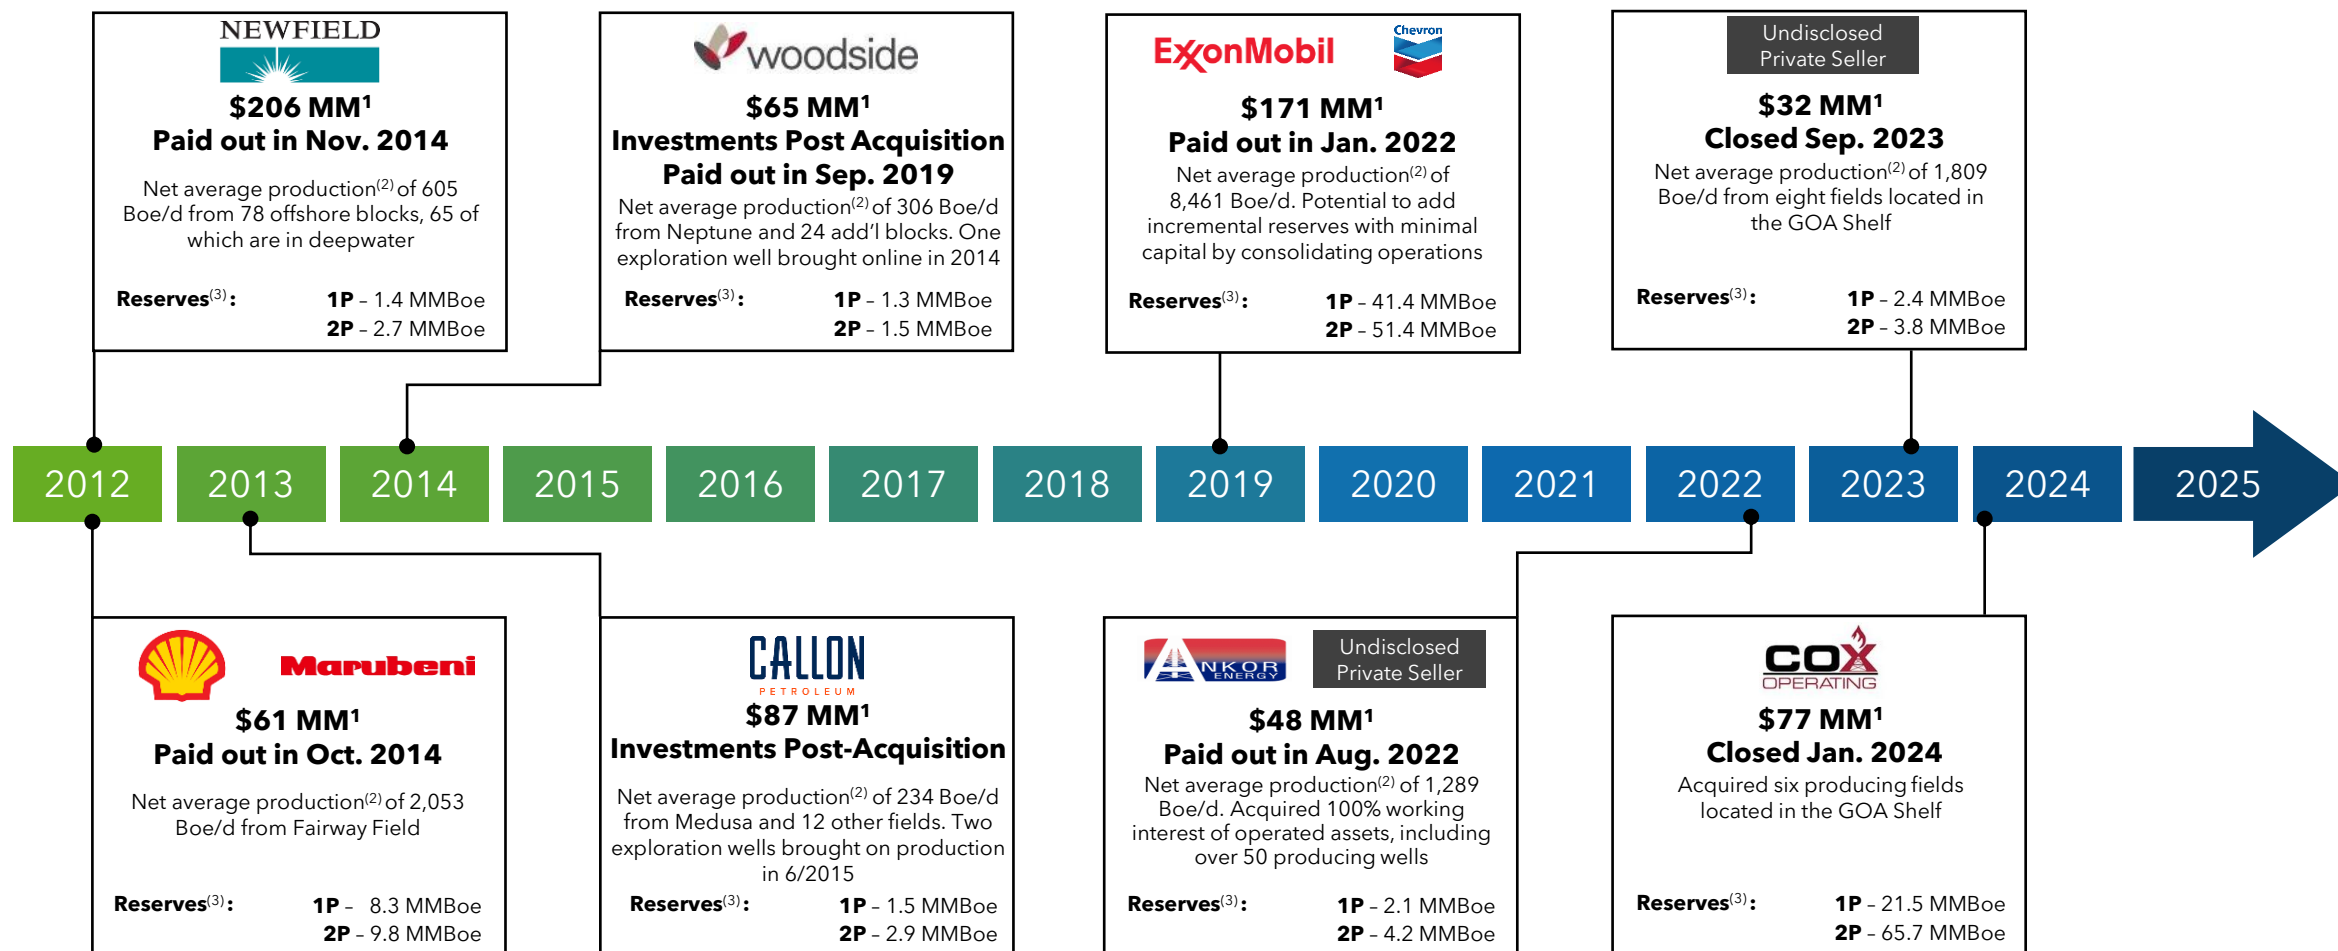 NEWFIELD
$206 MM¹
Paid out in Nov. 2014
Net average production⁽²⁾ of 605
Boe/d from 78 offshore blocks, 65 of
which are in deepwater
Reserves⁽³⁾: 1P – 1.4 MMBoe
2P – 2.7 MMBoe
woodside
$65 MM¹
Investments Post Acquisition
Paid out in Sep. 2019
Net average production⁽²⁾ of 306 Boe/d
from Neptune and 24 add'l blocks. One
exploration well brought online in 2014
Reserves⁽³⁾: 1P – 1.3 MMBoe
2P – 1.5 MMBoe
ExxonMobil
Chevron
$171 MM¹
Paid out in Jan. 2022
Net average production⁽²⁾ of
8,461 Boe/d. Potential to add
incremental reserves with minimal
capital by consolidating operations
Reserves⁽³⁾: 1P – 41.4 MMBoe
2P – 51.4 MMBoe
Undisclosed
Private Seller
$32 MM¹
Closed Sep. 2023
Net average production⁽²⁾ of 1,809
Boe/d from eight fields located in
the GOA Shelf
Reserves⁽³⁾: 1P – 2.4 MMBoe
2P – 3.8 MMBoe
2012 2013 2014 2015 2016 2017 2018 2019 2020 2021 2022 2023 2024 2025
Marubeni
$61 MM¹
Paid out in Oct. 2014
Net average production⁽²⁾ of 2,053
Boe/d from Fairway Field
Reserves⁽³⁾: 1P – 8.3 MMBoe
2P – 9.8 MMBoe
CALLON
PETROLEUM
$87 MM¹
Investments Post-Acquisition
Net average production⁽²⁾ of 234 Boe/d
from Medusa and 12 other fields. Two
exploration wells brought on production
in 6/2015
Reserves⁽³⁾: 1P – 1.5 MMBoe
2P – 2.9 MMBoe
ANKOR
ENERGY
Undisclosed
Private Seller
$48 MM¹
Paid out in Aug. 2022
Net average production⁽²⁾ of 1,289
Boe/d. Acquired 100% working
interest of operated assets, including
over 50 producing wells
Reserves⁽³⁾: 1P – 2.1 MMBoe
2P – 4.2 MMBoe
COX
OPERATING
$77 MM¹
Closed Jan. 2024
Acquired six producing fields
located in the GOA Shelf
Reserves⁽³⁾: 1P – 21.5 MMBoe
2P – 65.7 MMBoe